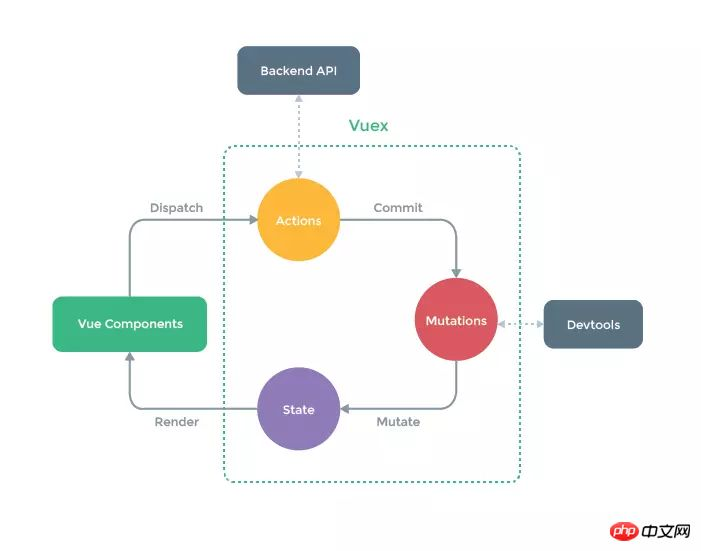 Backend API
Vuex
Dispatch
Actions
Commit
Vue Components
Mutations
Devtools
State
Render
Mutate
php 中文网